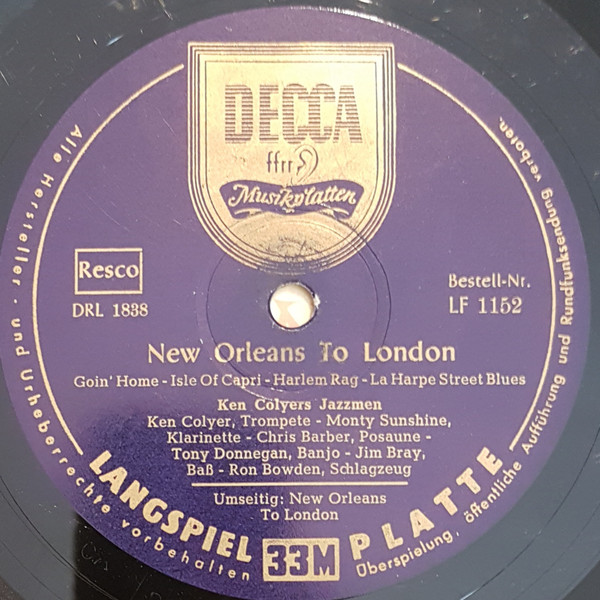 DECCA
ffrr
Musikplatten
Resco
DRL 1838
Bestell-Nr.
LF 1152
New Orleans To London
Goin' Home - Isle Of Capri - Harlem Rag - La Harpe Street Blues
Ken Colyers Jazzmen
Ken Colyer, Trompete - Monty Sunshine,
Klarinette - Chris Barber, Posaune -
Tony Donnegan, Banjo - Jim Bray,
Baß - Ron Bowden, Schlagzeug
Umseitig: New Orleans
To London
LANGSPIEL 33M PLATTE
Alle Hersteller- und Urheberrechte vorbehalten
Überspielung, öffentliche Aufführung und Rundfunksendung verboten.